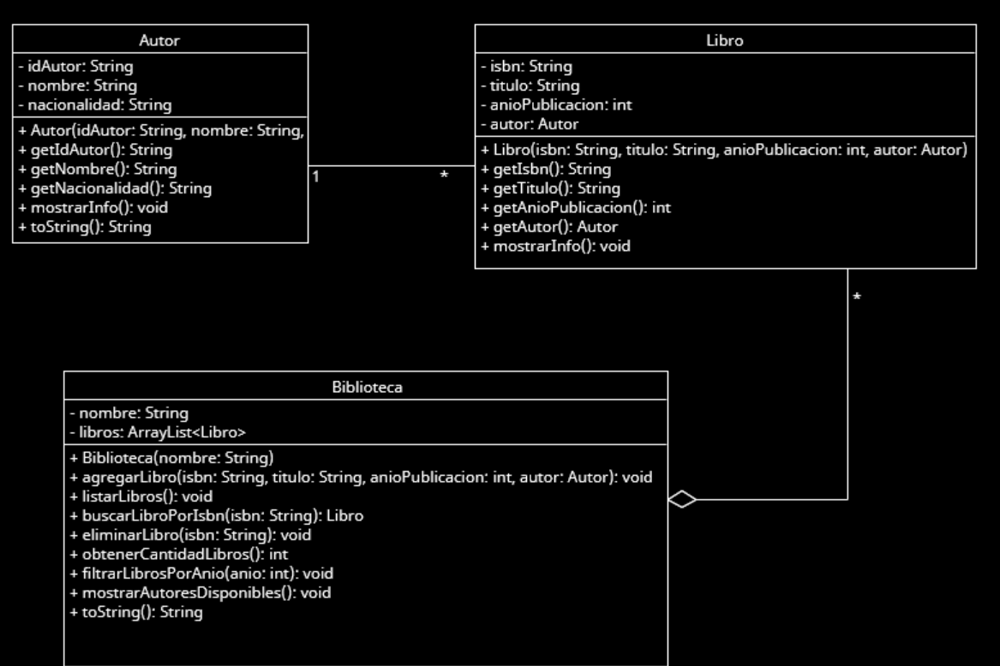 Autor
- idAutor: String
- nombre: String
- nacionalidad: String
+ Autor(idAutor: String, nombre: String,
+ getIdAutor(): String
+ getNombre(): String
+ getNacionalidad(): String
+ mostrarInfo(): void
+ toString(): String
1
*
Libro
- isbn: String
- titulo: String
- anioPublicacion: int
- autor: Autor
+ Libro(isbn: String, titulo: String, anioPublicacion: int, autor: Autor)
+ getIsbn(): String
+ getTitulo(): String
+ getAnioPublicacion(): int
+ getAutor(): Autor
+ mostrarInfo(): void
*
Biblioteca
- nombre: String
- libros: ArrayList<Libro>
+ Biblioteca(nombre: String)
+ agregarLibro(isbn: String, titulo: String, anioPublicacion: int, autor: Autor): void
+ listarLibros(): void
+ buscarLibroPorIsbn(isbn: String): Libro
+ eliminarLibro(isbn: String): void
+ obtenerCantidadLibros(): int
+ filtrarLibrosPorAnio(anio: int): void
+ mostrarAutoresDisponibles(): void
+ toString(): String